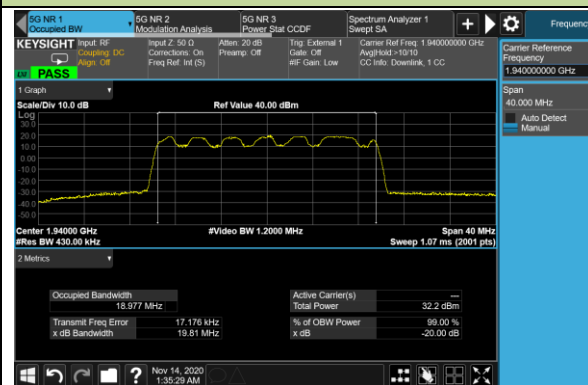 5G NR 1
Occupied BW
5G NR 2
Modulation Analysis
5G NR 3
Power Stat CCDF
Spectrum Analyzer 1
Swept SA
Frequency
KEYSIGHT
Input: RF
Coupling: DC
Align: Off
Input Z: 50 Ω
Corrections: On
Freq Ref: Int (S)
Atten: 20 dB
Preamp: Off
Trig: External 1
Gate: Off
#IF Gain: Low
Carrier Ref Freq: 1.940000000 GHz
Avg|Hold:>10/10
CC Info: Downlink, 1 CC
PASS
Carrier Reference
Frequency
1.940000000 GHz
Span
40.000 MHz
Auto Detect
Manual
1 Graph
Scale/Div 10.0 dB
Ref Value 40.00 dBm
Log
30.0
20.0
10.0
0.00
-10.0
-20.0
-30.0
-40.0
-50.0
Center 1.94000 GHz
#Video BW 1.2000 MHz
Span 40 MHz
#Res BW 430.00 kHz
Sweep 1.07 ms (2001 pts)
2 Metrics
Occupied Bandwidth
18.977 MHz
Active Carrier(s)
---
Total Power
32.2 dBm
Transmit Freq Error
17.176 kHz
% of OBW Power
99.00 %
x dB Bandwidth
19.81 MHz
x dB
-20.00 dB
Nov 14, 2020
1:35:29 AM